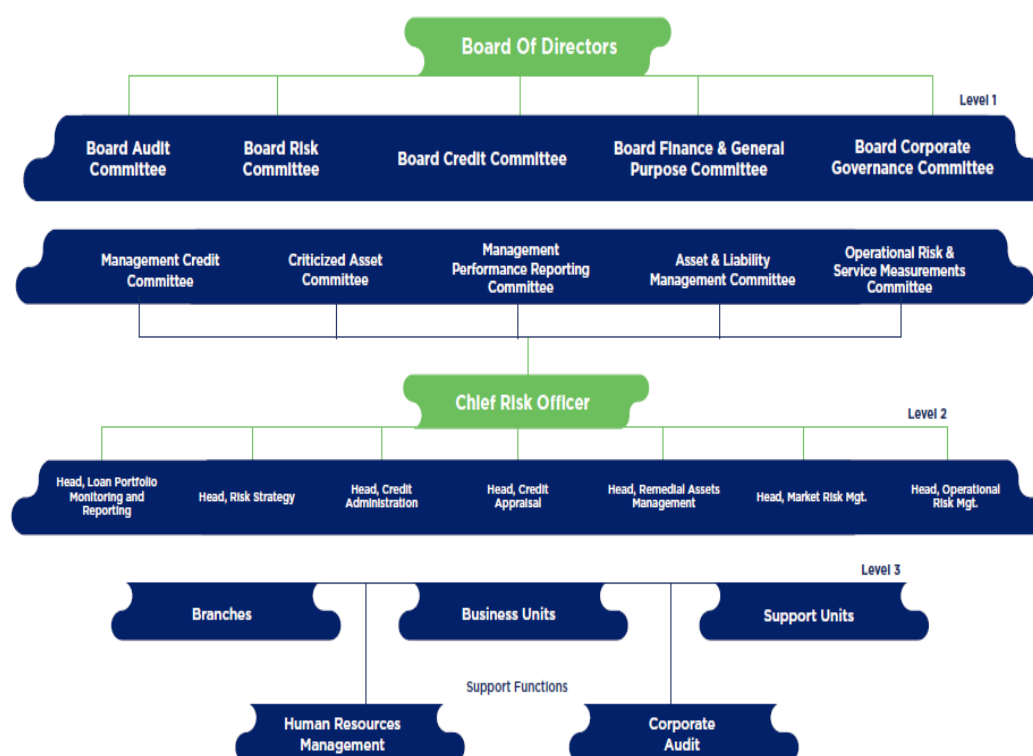 Board Of Directors
Level 1
Board Audit
Committee
Board Risk
Committee
Board Credit Committee
Board Finance & General
Purpose Committee
Board Corporate
Governance Committee
Management Credit
Committee
Criticized Asset
Committee
Management
Performance Reporting
Committee
Asset & Liability
Management Committee
Operational Risk &
Service Measurements
Committee
Chief Risk Officer
Level 2
Head, Loan Portfolio
Monitoring and
Reporting
Head, Risk Strategy
Head, Credit
Administration
Head, Credit
Appraisal
Head, Remedial Assets
Management
Head, Market Risk Mgt.
Head, Operational
Risk Mgt.
Level 3
Branches
Business Units
Support Units
Support Functions
Human Resources
Management
Corporate
Audit